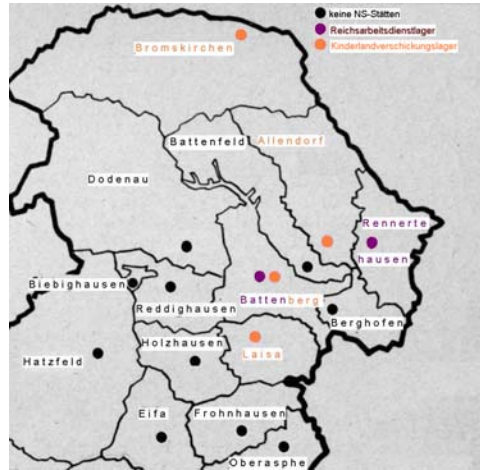 keine NS-Stätten
Reichsarbeitsdienstlager
Kinderlandverschickungslager
Bromskirchen
Battenfeld
Allendorf
Dodenau
Rennerte
hausen
Biebighausen
Reddighausen
Battenberg
Berghofen
Hatzfeld
Holzhausen
Laisa
Eifa
Frohnhausen
Oberasphe